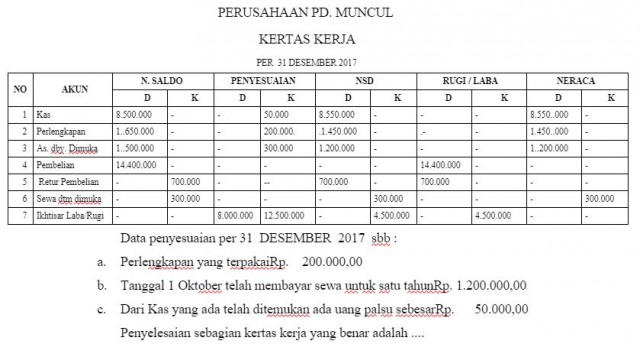 PERUSAHAAN PD. MUNCUL
KERTAS KERJA
PER 31 DESEMBER 2017
NO AKUN N. SALDO PENYESUAIAN NSD RUGI / LABA NERACA
D K D K D K D K D K
1 Kas 8.500.000 - - 50.000 8.550.000 - - - 8.550..000 -
2 Perlengkapan 1..650.000 - - 200.000. .1.450.000 - .- - 1.450..000 -
3 As. dby. Dimuka 1..500.000 - - 300.000 1.200.000 - - - 1..200.000 -
4 Pembelian 14.400.000 - - - - - 14.400.000 - - -
5 Retur Pembelian - 700.000 - -- 700.000 - 700.000 - - -
6 Sewa dtm dimuka - 300.000 - - - 300.000 - - - 300.000
7 Ikhtisar Laba/Rugi - - 8.000.000 12.500.000 - 4.500.000 - 4.500.000 - -
Data penyesuaian per 31 DESEMBER 2017 sbb :
a. Perlengkapan yang terpakaiRp. 200.000,00
b. Tanggal 1 Oktober telah membayar sewa untuk satu tahunRp. 1.200.000,00
c. Dari Kas yang ada telah ditemukan ada uang palsu sebesarRp. 50.000,00
Penyelesaian sebagian kertas kerja yang benar adalah ....